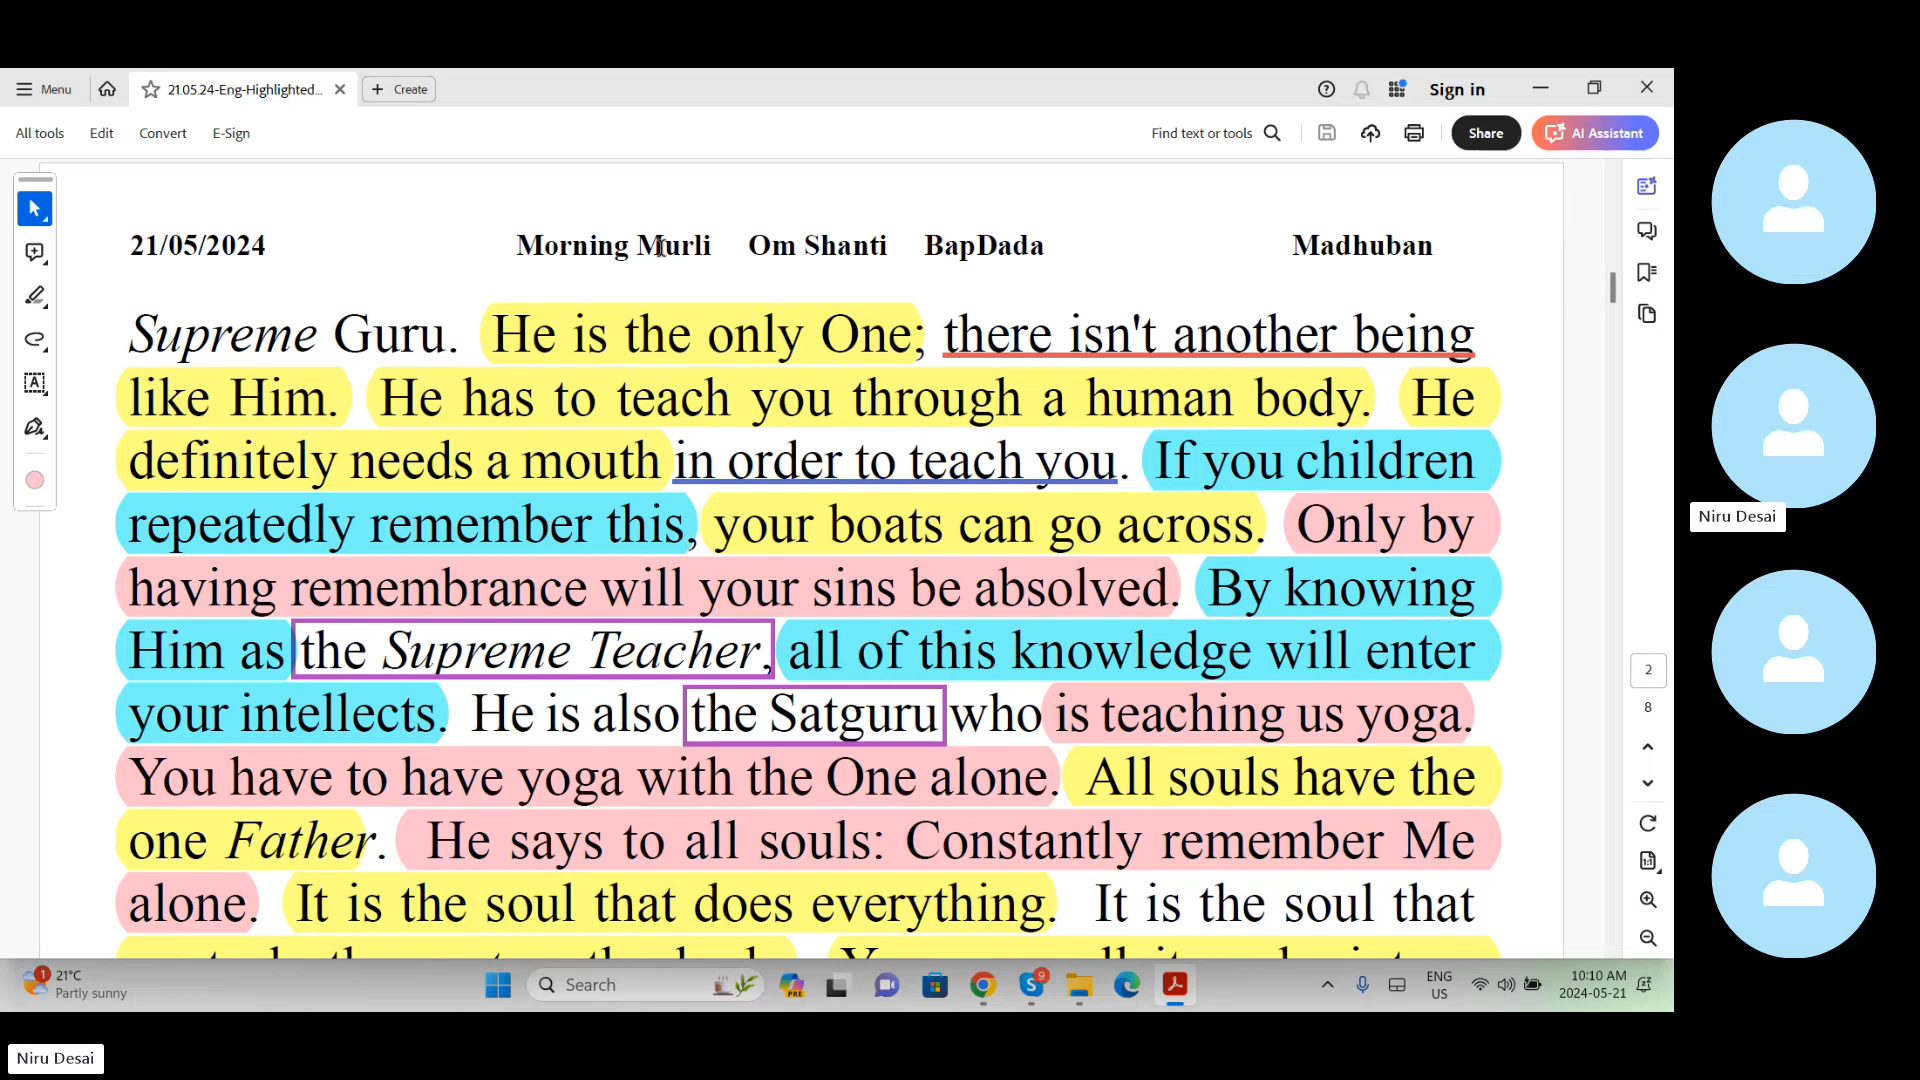 Menu
21.05.24-Eng-Highlighted...
Create
Sign in
All tools
Edit
Convert
E-Sign
Find text or tools
Share
AI Assistant
21/05/2024 Morning Murli Om Shanti BapDada Madhuban
Supreme Guru. He is the only One; there isn't another being
like Him. He has to teach you through a human body. He
definitely needs a mouth in order to teach you. If you children
repeatedly remember this, your boats can go across. Only by
having remembrance will your sins be absolved. By knowing
Him as the Supreme Teacher, all of this knowledge will enter
your intellects. He is also the Satguru who is teaching us yoga.
You have to have yoga with the One alone. All souls have the
one Father. He says to all souls: Constantly remember Me
alone. It is the soul that does everything. It is the soul that
2
8
Niru Desai
1
21°C
Partly sunny
Search
PRE
9
ENG
US
10:10 AM
2024-05-21
Niru Desai